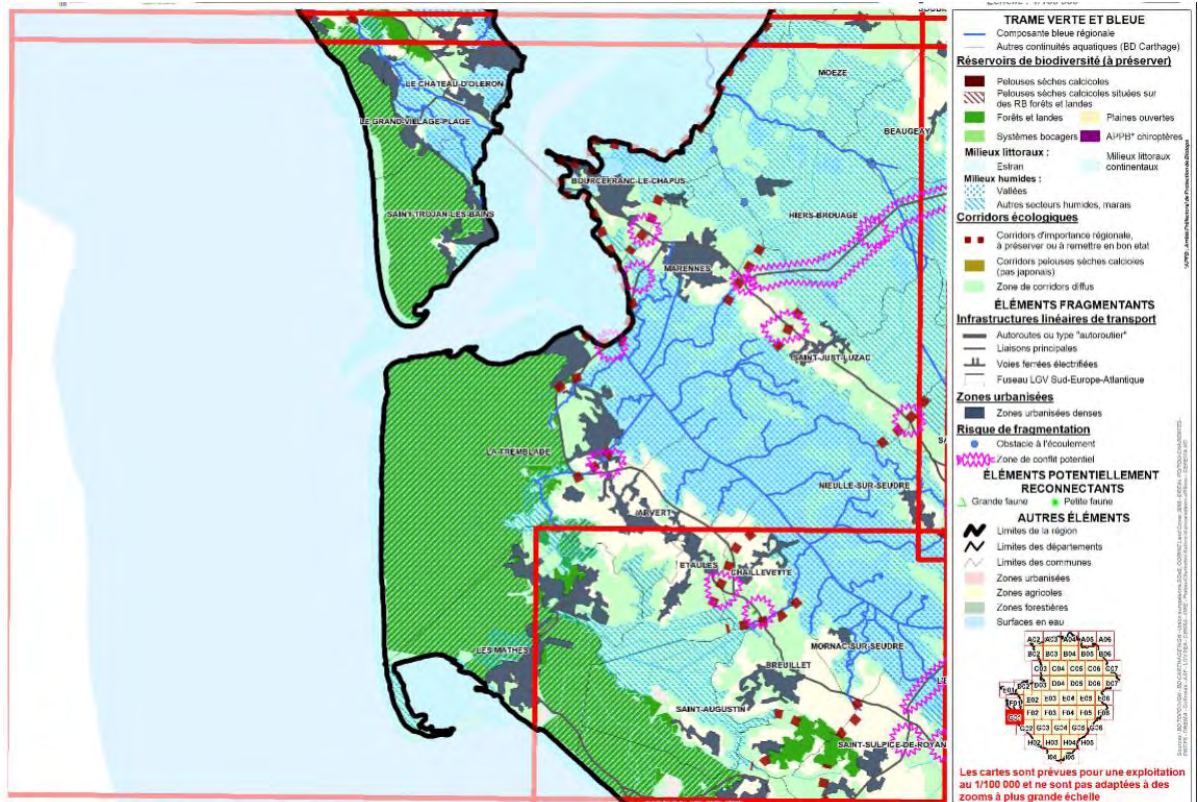 LE CHATEAU-D'OLERON
LE GRAND-VILLAGE-PLAGE
SAINT-TROJAN-LES-BAINS
MOEZE
BEAUGEAY
BOURCEFRANC-LE-CHAPUS
HIERS-BROUAGE
MARENNES
SAINT-JUST-LUZAC
LA TREMBLADE
NIEULLE-SUR-SEUDRE
ARVERT
ETAULES
CHAILLEVETTE
LES MATHES
MORNAC-SUR-SEUDRE
BREUILLET
SAINT-AUGUSTIN
SAINT-SULPICE-DE-ROYAN
TRAME VERTE ET BLEUE
Composante bleue régionale
Autres continuités aquatiques (BD Carthage)
Réservoirs de biodiversité (à préserver)
Pelouses sèches calcicoles
Pelouses sèches calcicoles situées sur
des RB forêts et landes
Forêts et landes Plaines ouvertes
Systèmes bocagers APPB* chiroptères
Milieux littoraux :
Estran Milieux littoraux
continentaux
Milieux humides :
Vallées
Autres secteurs humides, marais
Corridors écologiques
Corridors d'importance régionale,
à préserver ou à remettre en bon etat
Corridors pelouses sèches calcicoles
(pas japonais)
Zone de corridors diffus
ÉLÉMENTS FRAGMENTANTS
Infrastructures linéaires de transport
Autoroutes ou type "autoroutier"
Liaisons principales
Voies ferrées électrifiées
Fuseau LGV Sud-Europe-Atlantique
Zones urbanisées
Zones urbanisées denses
Risque de fragmentation
Obstacle à l'écoulement
Zone de conflit potentiel
ÉLÉMENTS POTENTIELLEMENT
RECONNECTANTS
Grande faune Petite faune
AUTRES ÉLÉMENTS
Limites de la région
Limites des départements
Limites des communes
Zones urbanisées
Zones agricoles
Zones forestières
Surfaces en eau
Les cartes sont prévues pour une exploitation
au 1/100 000 et ne sont pas adaptées à des
zooms à plus grande échelle